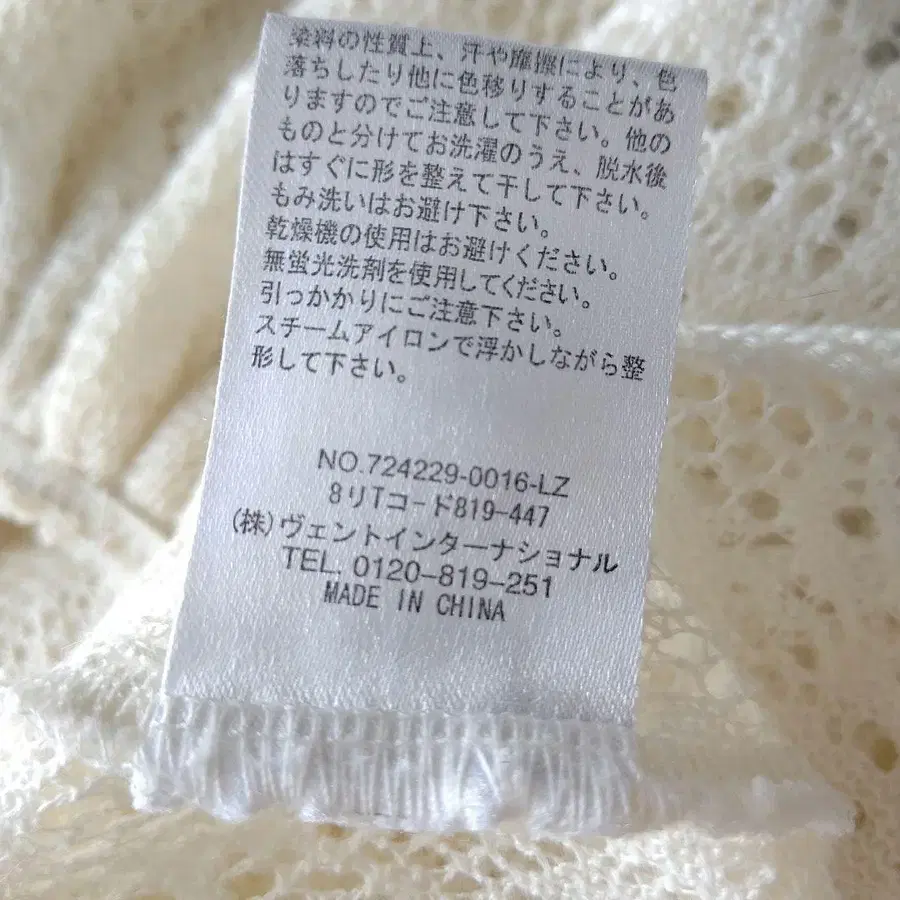 染料の性質上、汗や摩擦により、色
落ちしたり他に色移りすることがあ
りますのでご注意して下さい。他の
ものと分けてお洗濯のうえ、脱水後
はすぐに形を整えて干して下さい。
もみ洗いはお避け下さい。
乾燥機の使用はお避けください。
無蛍光洗剤を使用してください。
引っかかりにご注意下さい。
スチームアイロンで浮かしながら整
形して下さい。
NO.724229-0016-LZ
8リTコード819-447
(株)ヴェントインターナショナル
TEL. 0120-819-251
MADE IN CHINA